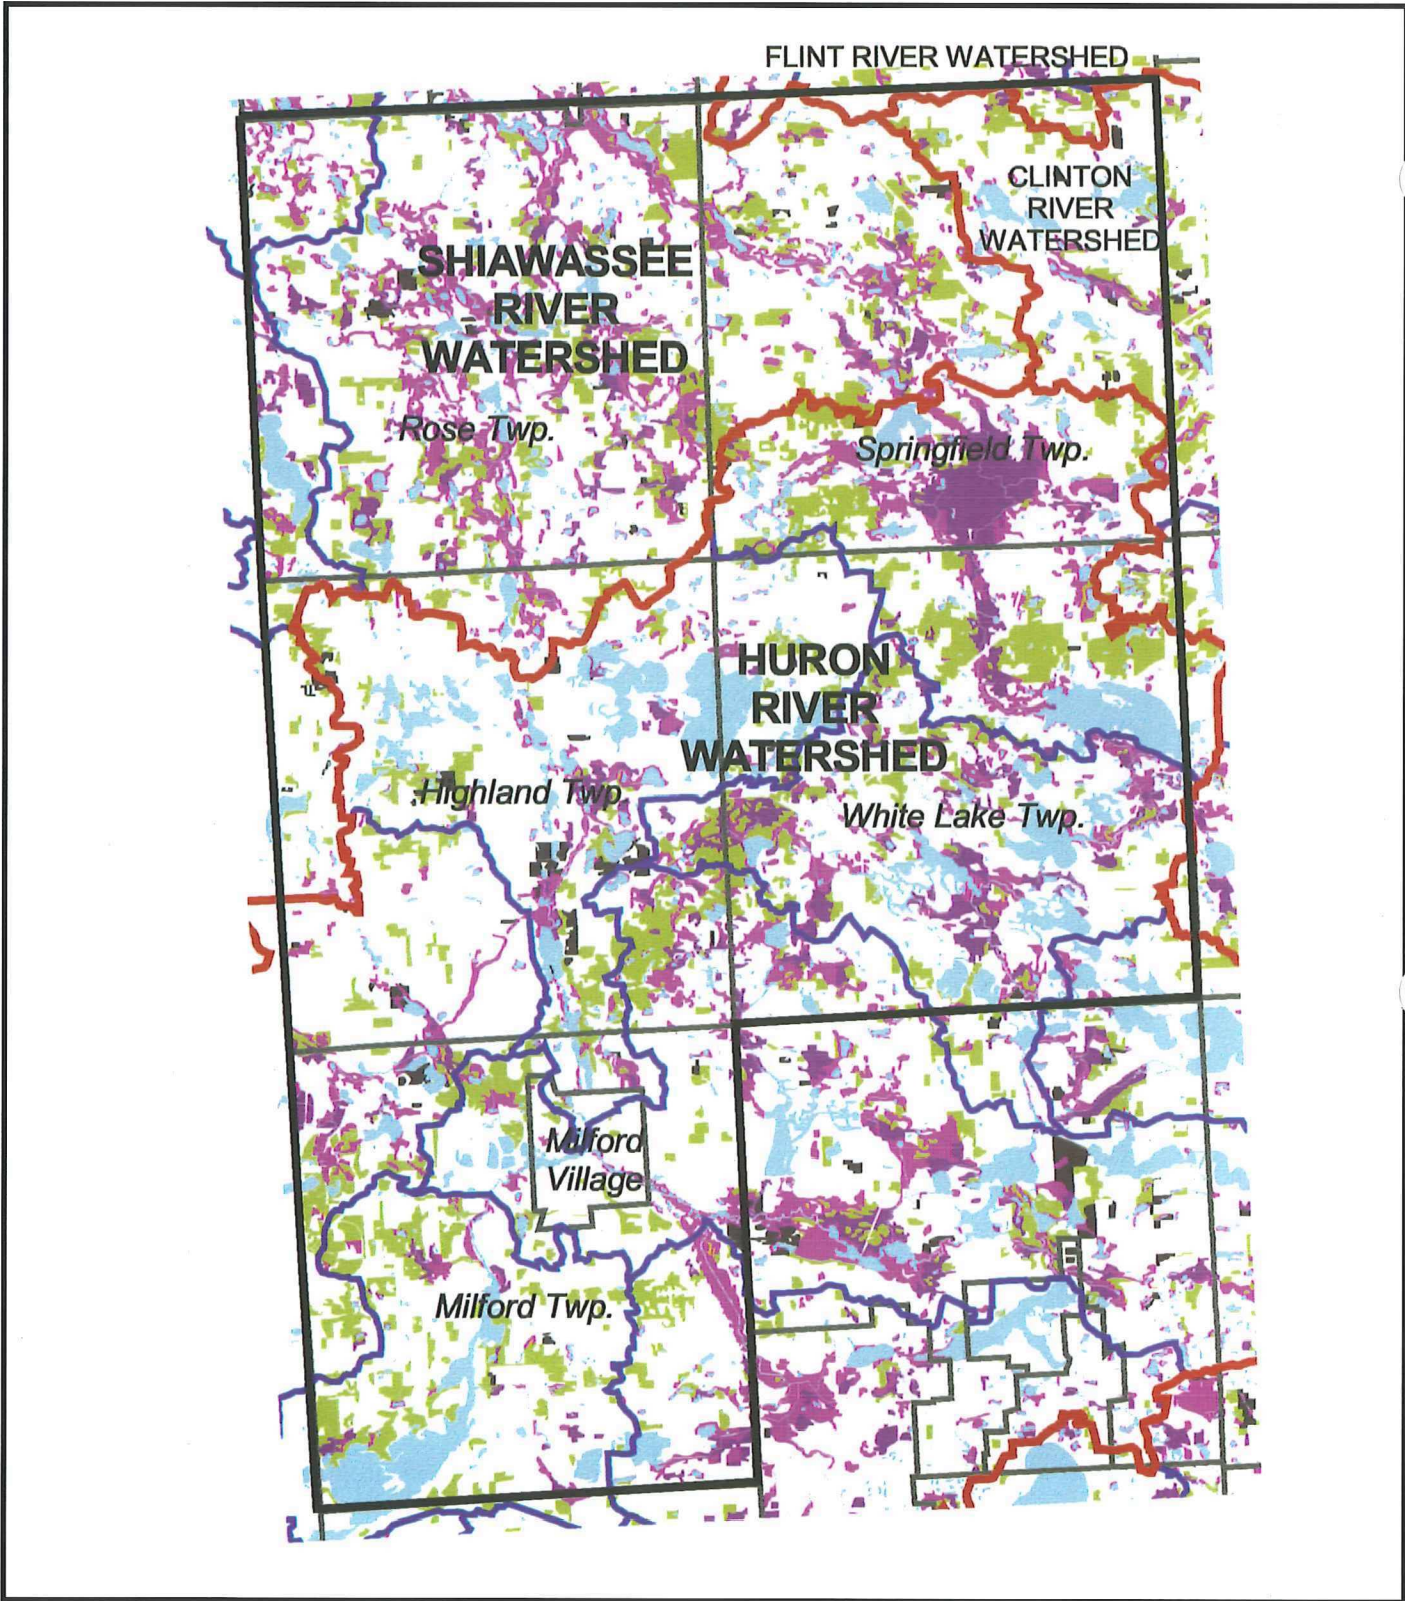 FLINT RIVER WATERSHED
CLINTON
RIVER
WATERSHED
SHIAWASSEE
RIVER
WATERSHED
Rose Twp.
Springfield Twp.
HURON
RIVER
WATERSHED
Highland Twp.
White Lake Twp.
Milford
Village
Milford Twp.